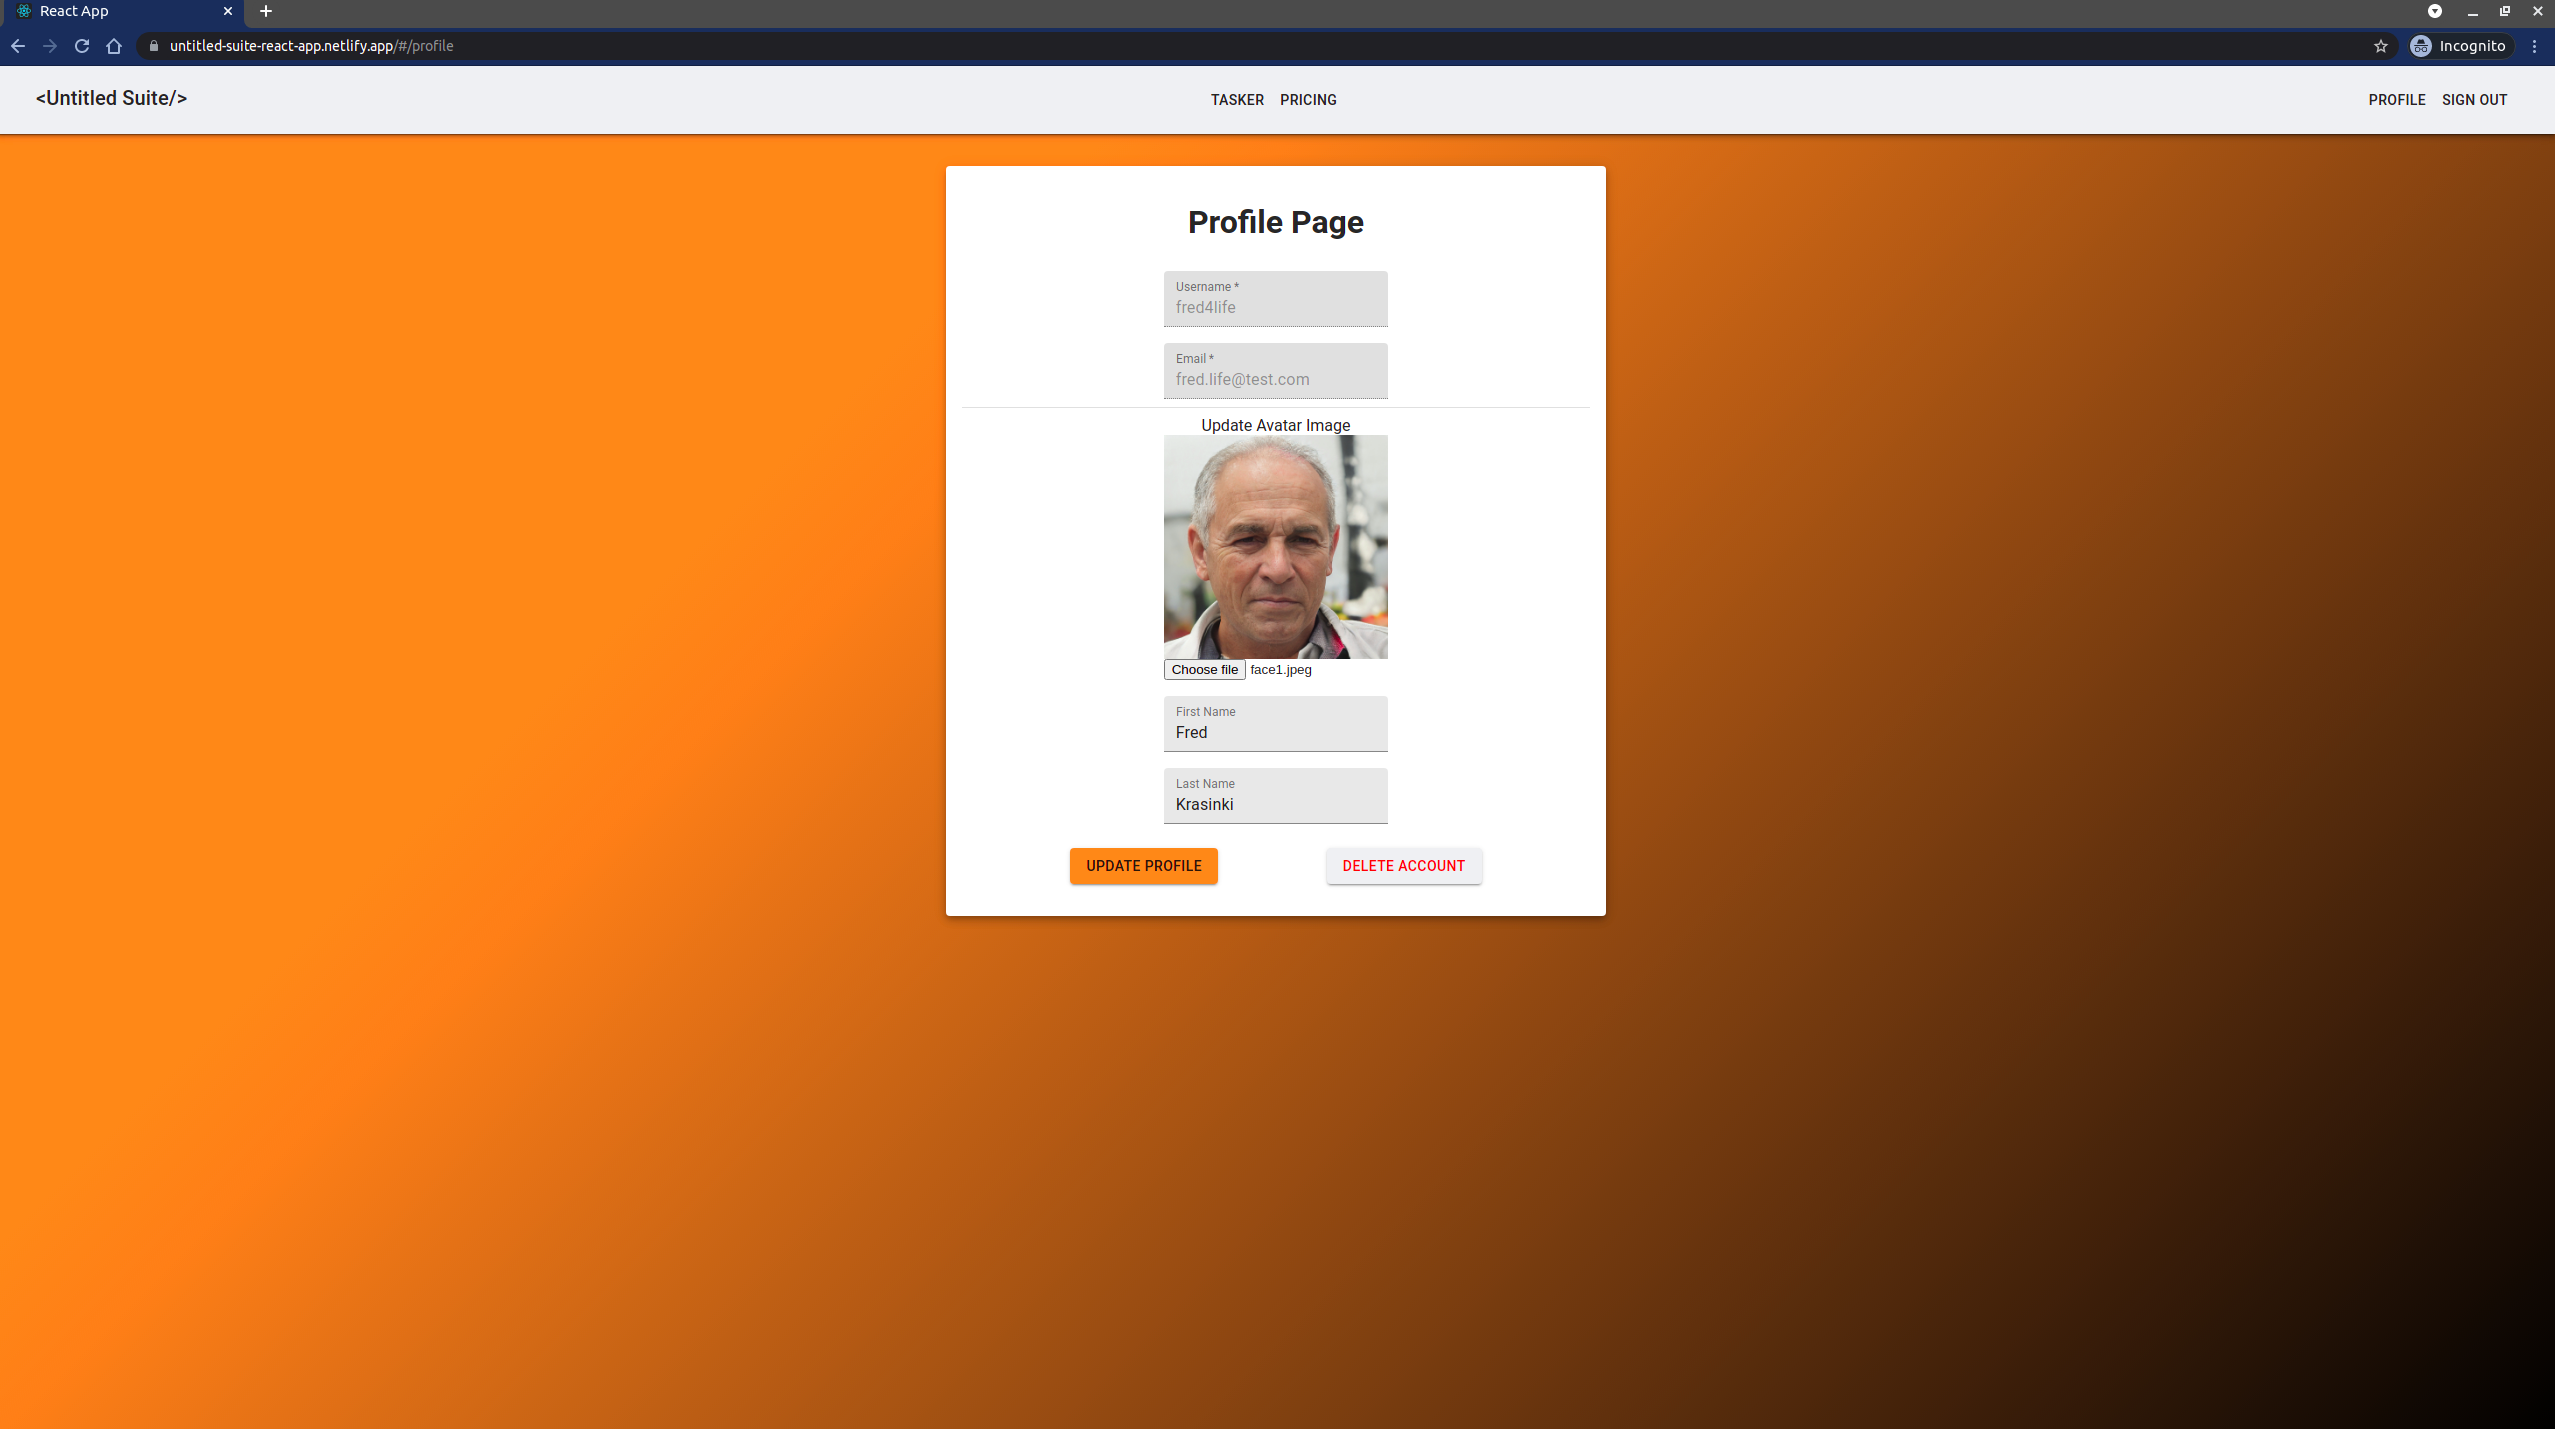 React App
untitled-suite-react-app.netlify.app/#/profile
Incognito
<Untitled Suite/>
TASKER PRICING
PROFILE SIGN OUT
Profile Page
Username *
fred4life
Email *
fred.life@test.com
Update Avatar Image
Choose file face1.jpeg
First Name
Fred
Last Name
Krasinki
UPDATE PROFILE
DELETE ACCOUNT